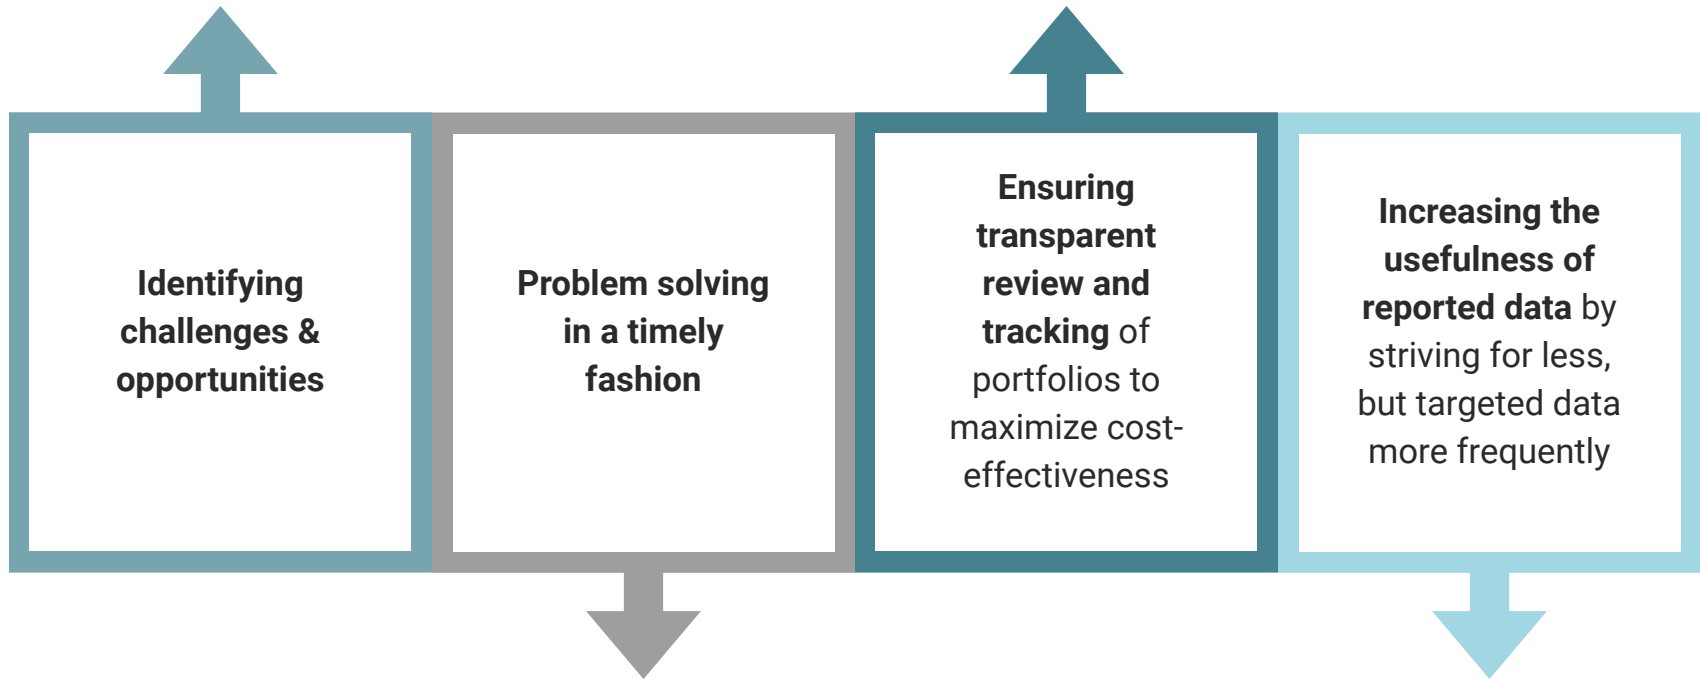 Identifying
challenges &
opportunities
Problem solving
in a timely
fashion
Ensuring
transparent
review and
tracking of
portfolios to
maximize cost-
effectiveness
Increasing the
usefulness of
reported data by
striving for less,
but targeted data
more frequently